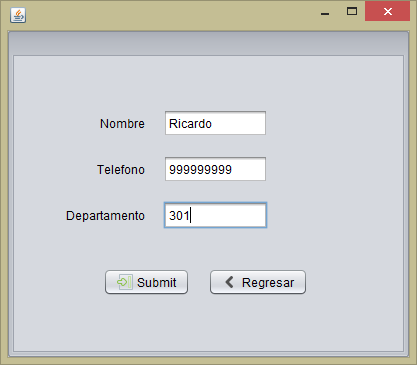 Nombre Ricardo
Telefono 999999999
Departamento 301
Submit Regresar